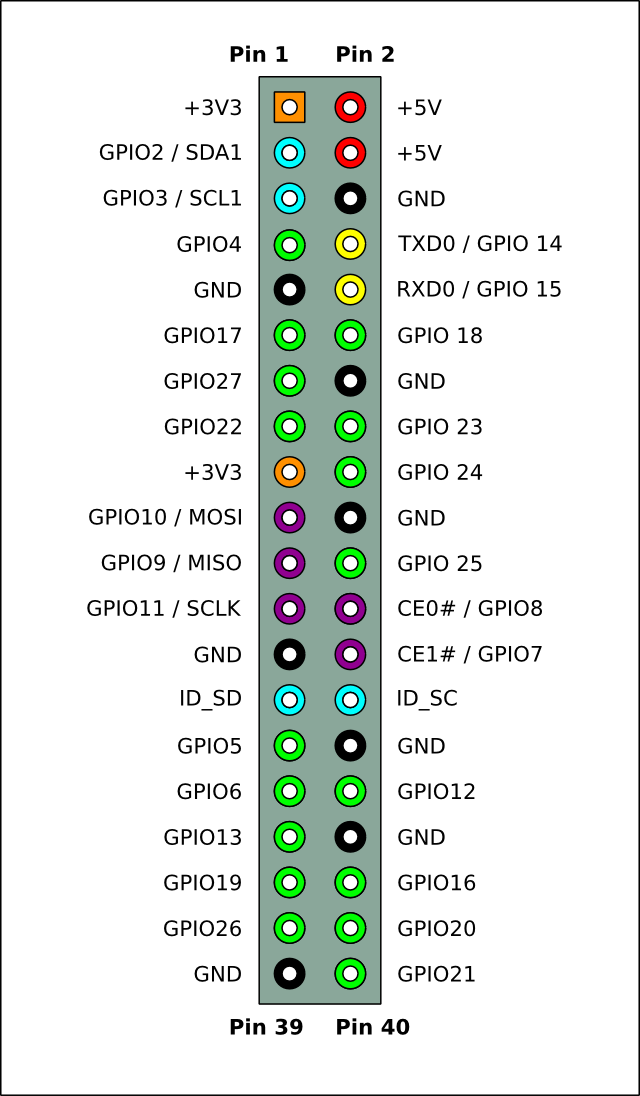 Pin 1 Pin 2
+3V3 +5V
GPIO2 / SDA1 +5V
GPIO3 / SCL1 GND
GPIO4 TXD0 / GPIO 14
GND RXD0 / GPIO 15
GPIO17 GPIO 18
GPIO27 GND
GPIO22 GPIO 23
+3V3 GPIO 24
GPIO10 / MOSI GND
GPIO9 / MISO GPIO 25
GPIO11 / SCLK CE0# / GPIO8
GND CE1# / GPIO7
ID_SD ID_SC
GPIO5 GND
GPIO6 GPIO12
GPIO13 GND
GPIO19 GPIO16
GPIO26 GPIO20
GND GPIO21
Pin 39 Pin 40